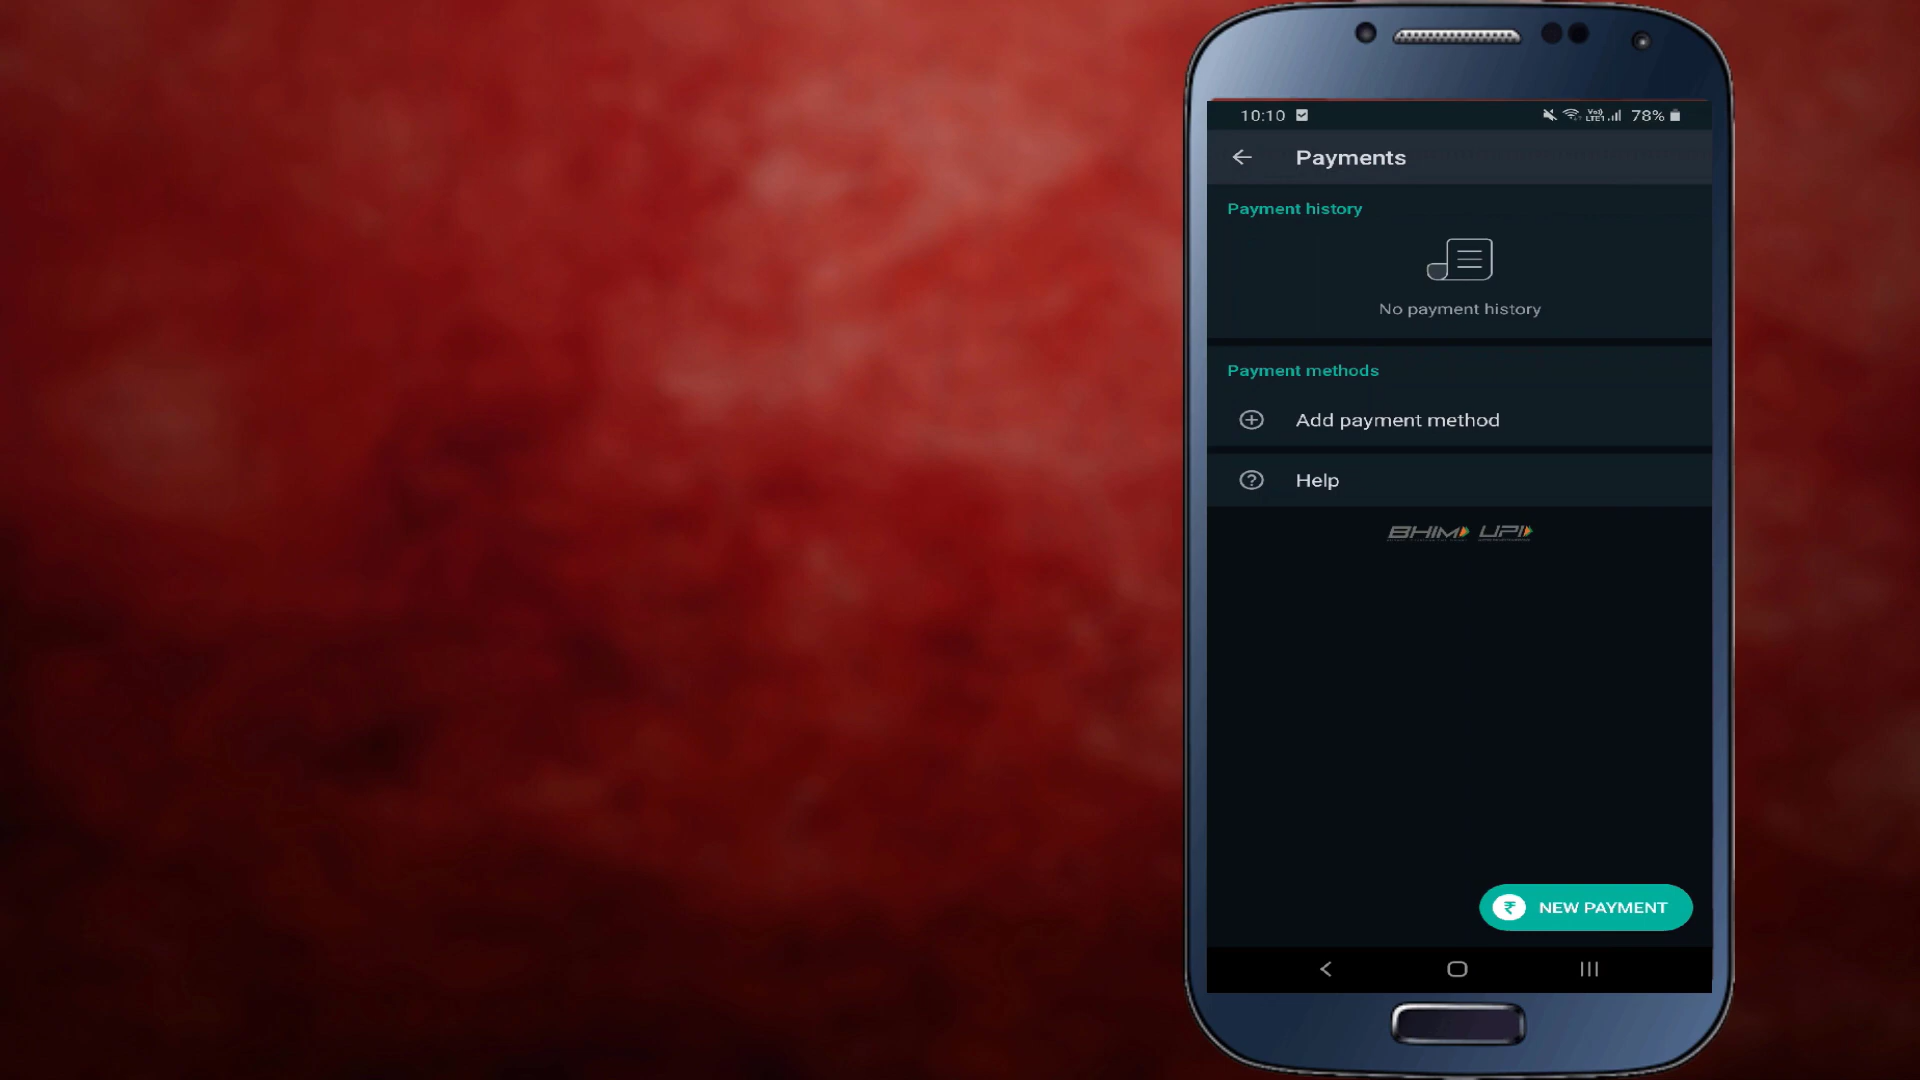 10:10
78%
Payments
Payment history
No payment history
Payment methods
Add payment method
Help
BHIM UPI
NEW PAYMENT